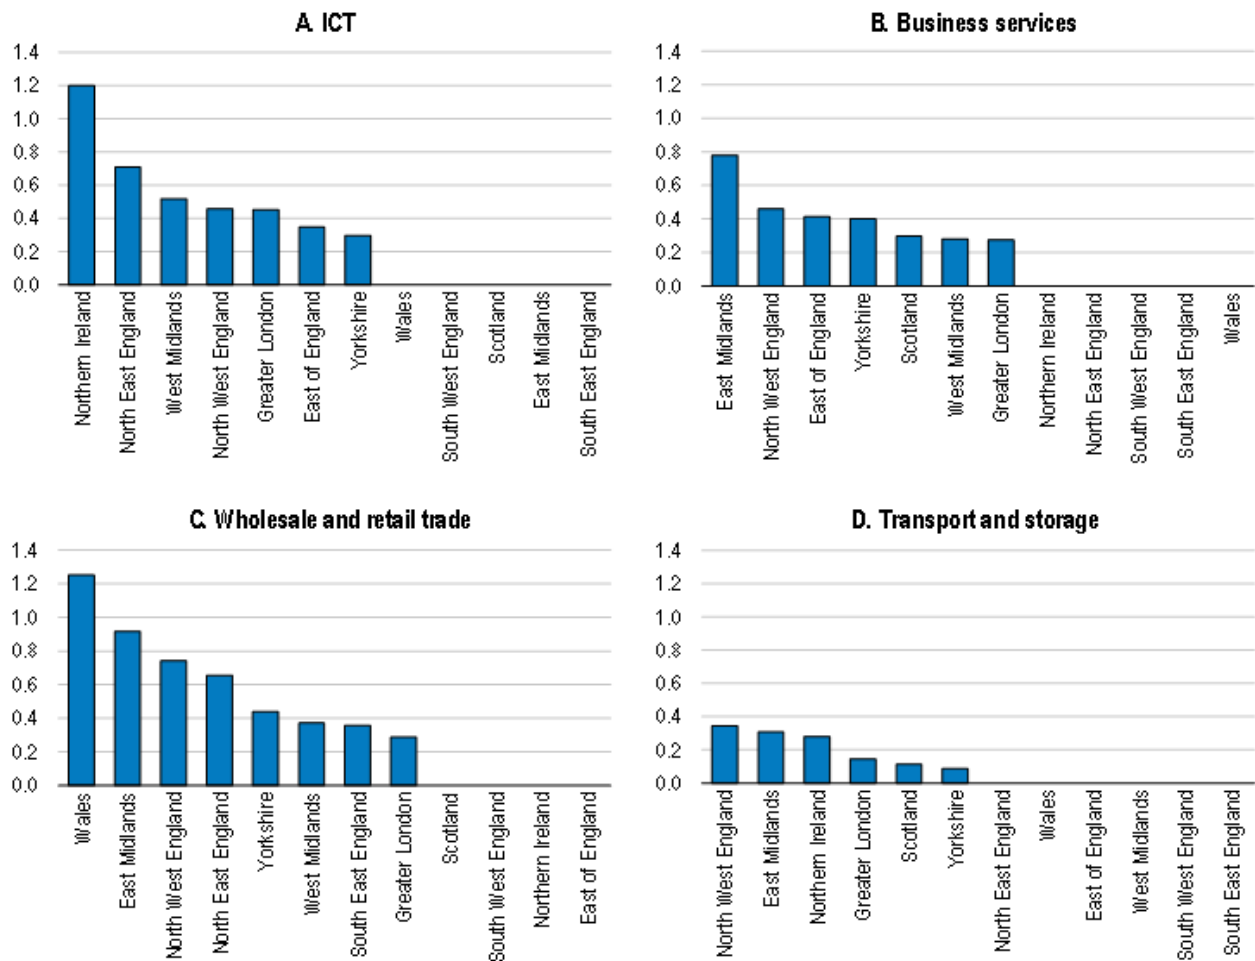 A. ICT
1.4
1.2
1.0
0.8
0.6
0.4
0.2
0.0
Northern Ireland
North East England
West Midlands
North West England
Greater London
East of England
Yorkshire
Wales
South West England
Scotland
East Midlands
South East England
B. Business services
1.4
1.2
1.0
0.8
0.6
0.4
0.2
0.0
East Midlands
North West England
East of England
Yorkshire
Scotland
West Midlands
Greater London
Northern Ireland
North East England
South West England
South East England
Wales
C. Wholesale and retail trade
1.4
1.2
1.0
0.8
0.6
0.4
0.2
0.0
Wales
East Midlands
North West England
North East England
Yorkshire
West Midlands
South East England
Greater London
Scotland
South West England
Northern Ireland
East of England
D. Transport and storage
1.4
1.2
1.0
0.8
0.6
0.4
0.2
0.0
North West England
East Midlands
Northern Ireland
Greater London
Scotland
Yorkshire
North East England
Wales
East of England
West Midlands
South West England
South East England